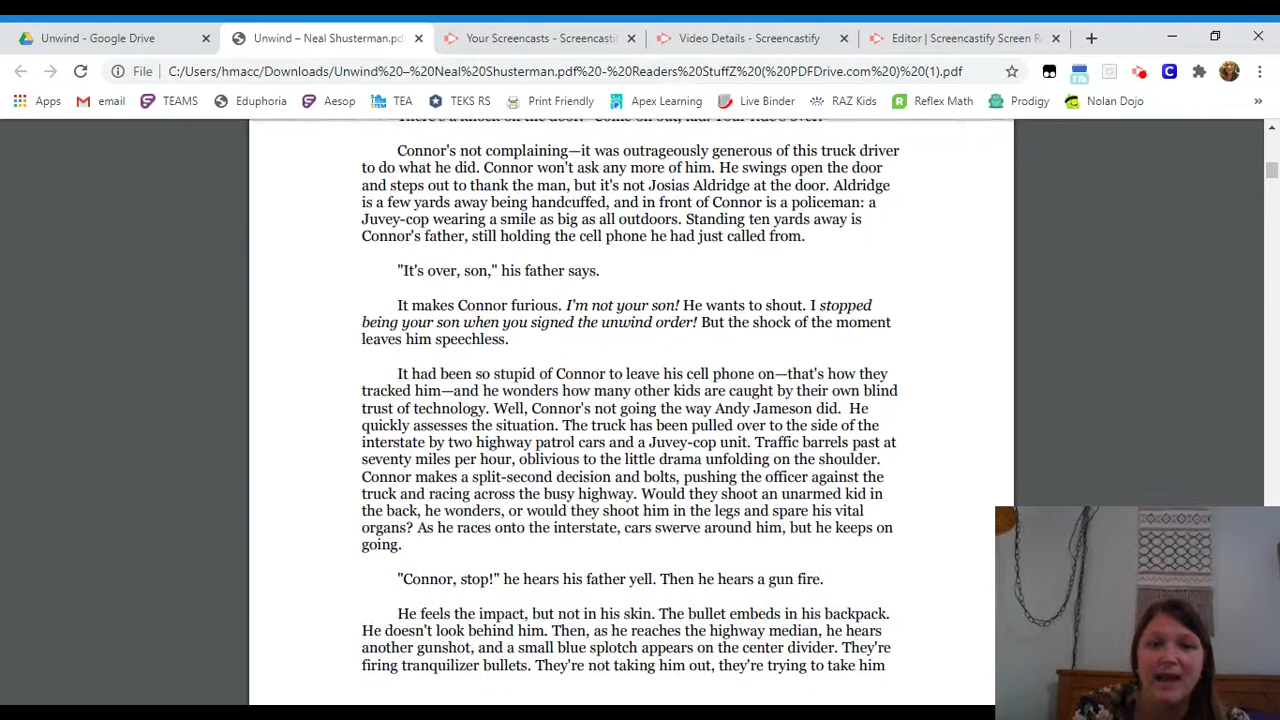 Unwind - Google Drive
Unwind – Neal Shusterman.pd
Your Screencasts - Screencasti
Video Details - Screencastify
Editor | Screencastify Screen R
File C:/Users/hmacc/Downloads/Unwind%20-%20Neal%20Shusterman.pdf%20-%20Readers%20StuffZ%20(%20PDFDrive.com%20)%20(1).pdf
Apps email TEAMS Eduphoria Aesop TEA TEKS RS Print Friendly Apex Learning Live Binder RAZ Kids Reflex Math Prodigy Nolan Dojo »
There's a knock on the door. "Come on out, kid. Your ride's over."
Connor's not complaining—it was outrageously generous of this truck driver
to do what he did. Connor won't ask any more of him. He swings open the door
and steps out to thank the man, but it's not Josias Aldridge at the door. Aldridge
is a few yards away being handcuffed, and in front of Connor is a policeman: a
Juvey-cop wearing a smile as big as all outdoors. Standing ten yards away is
Connor's father, still holding the cell phone he had just called from.
"It's over, son," his father says.
It makes Connor furious. I'm not your son! He wants to shout. I stopped
being your son when you signed the unwind order! But the shock of the moment
leaves him speechless.
It had been so stupid of Connor to leave his cell phone on—that's how they
tracked him—and he wonders how many other kids are caught by their own blind
trust of technology. Well, Connor's not going the way Andy Jameson did. He
quickly assesses the situation. The truck has been pulled over to the side of the
interstate by two highway patrol cars and a Juvey-cop unit. Traffic barrels past at
seventy miles per hour, oblivious to the little drama unfolding on the shoulder.
Connor makes a split-second decision and bolts, pushing the officer against the
truck and racing across the busy highway. Would they shoot an unarmed kid in
the back, he wonders, or would they shoot him in the legs and spare his vital
organs? As he races onto the interstate, cars swerve around him, but he keeps on
going.
"Connor, stop!" he hears his father yell. Then he hears a gun fire.
He feels the impact, but not in his skin. The bullet embeds in his backpack.
He doesn't look behind him. Then, as he reaches the highway median, he hears
another gunshot, and a small blue splotch appears on the center divider. They're
firing tranquilizer bullets. They're not taking him out, they're trying to take him